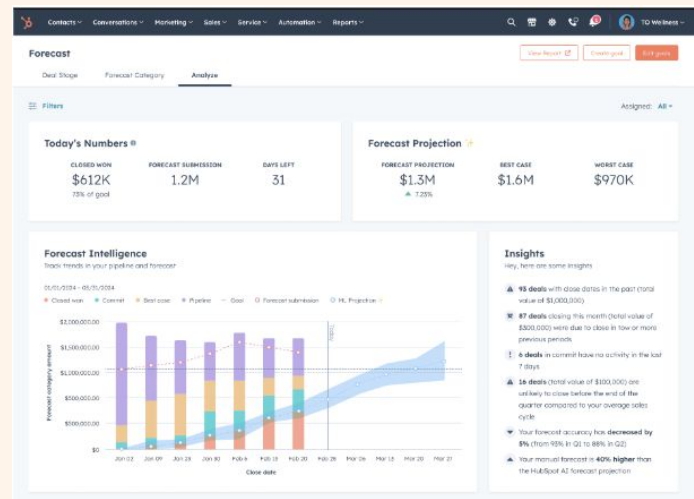 Contacts Conversations Marketing Sales Service Automation Reports TO Wellness
Forecast
View Report Create goal Edit goals
Deal Stage Forecast Category Analyze
Filters
Assigned: All
Today's Numbers
CLOSED WON FORECAST SUBMISSION DAYS LEFT
$612K 1.2M 31
75% of goal
Forecast Projection
FORECAST PROJECTION BEST CASE WORST CASE
$1.3M $1.6M $970K
7.25%
Forecast Intelligence
Track trends in your pipeline and forecast
01/01/2024 - 03/31/2024
Closed won Commit Best case Pipeline Goal Forecast submission ML Projection
Forecast category amount
$2,000,000.00
$1,500,000.00
$1,000,000.00
$500,000.00
$0
Today
Jan 02 Jan 09 Jan 23 Jan 30 Feb 6 Feb 13 Feb 20 Feb 28 Mar 06 Mar 13 Mar 20 Mar 27
Close date
Insights
Hey, here are some insights
93 deals with close dates in the past (total
value of $1,000,000)
87 deals closing this month (total value of
$300,000) were due to close in tow or more
previous periods
6 deals in commit have no activity in the last
7 days
16 deals (total value of $100,000) are
unlikely to close before the end of the
quarter compared to your average sales
cycle
Your forecast accuracy has decreased by
5% (from 93% in Q1 to 88% in Q2)
Your manual forecast is 40% higher than
the HubSpot AI forecast projection